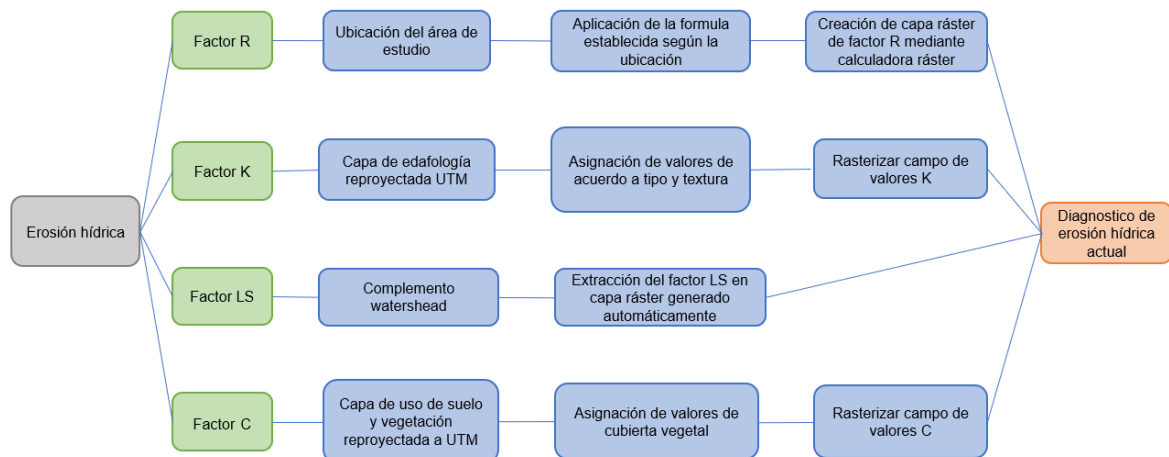 Factor R
Ubicación del área de
estudio
Aplicación de la formula
establecida según la
ubicación
Creación de capa ráster
de factor R mediante
calculadora ráster
Factor K
Capa de edafología
reproyectada UTM
Asignación de valores de
acuerdo a tipo y textura
Rasterizar campo de
valores K
Erosión hídrica
Diagnostico de
erosión hídrica
actual
Factor LS
Complemento
watershead
Extracción del factor LS en
capa ráster generado
automáticamente
Factor C
Capa de uso de suelo
y vegetación
reproyectada a UTM
Asignación de valores de
cubierta vegetal
Rasterizar campo de
valores C